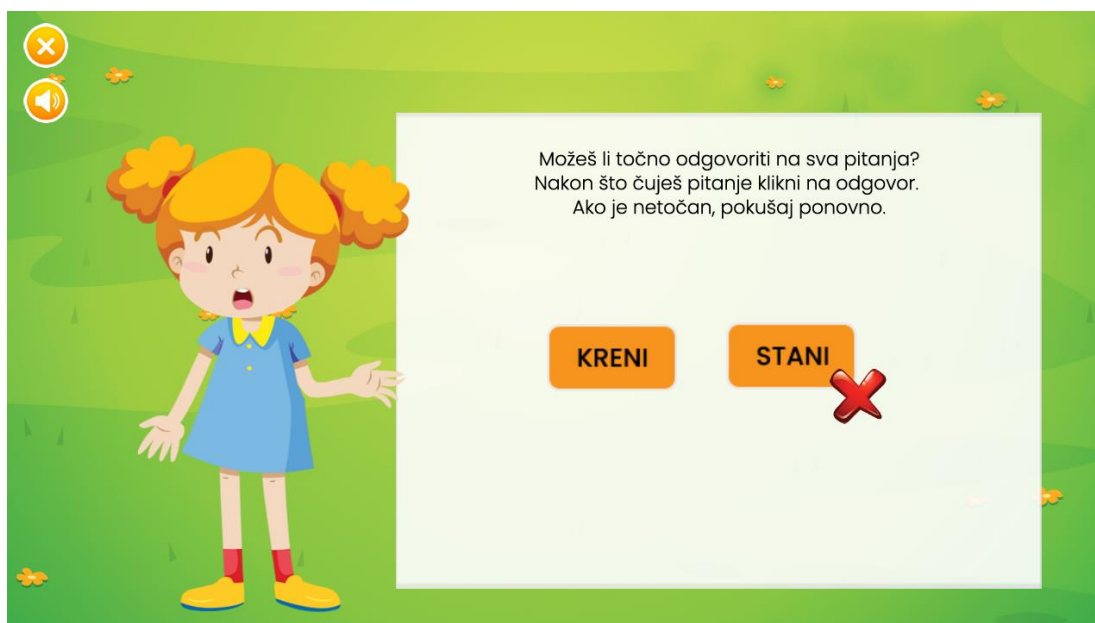 Možeš li točno odgovoriti na sva pitanja?
Nakon što čuješ pitanje klikni na odgovor.
Ako je netočan, pokušaj ponovno.
KRENI
STANI